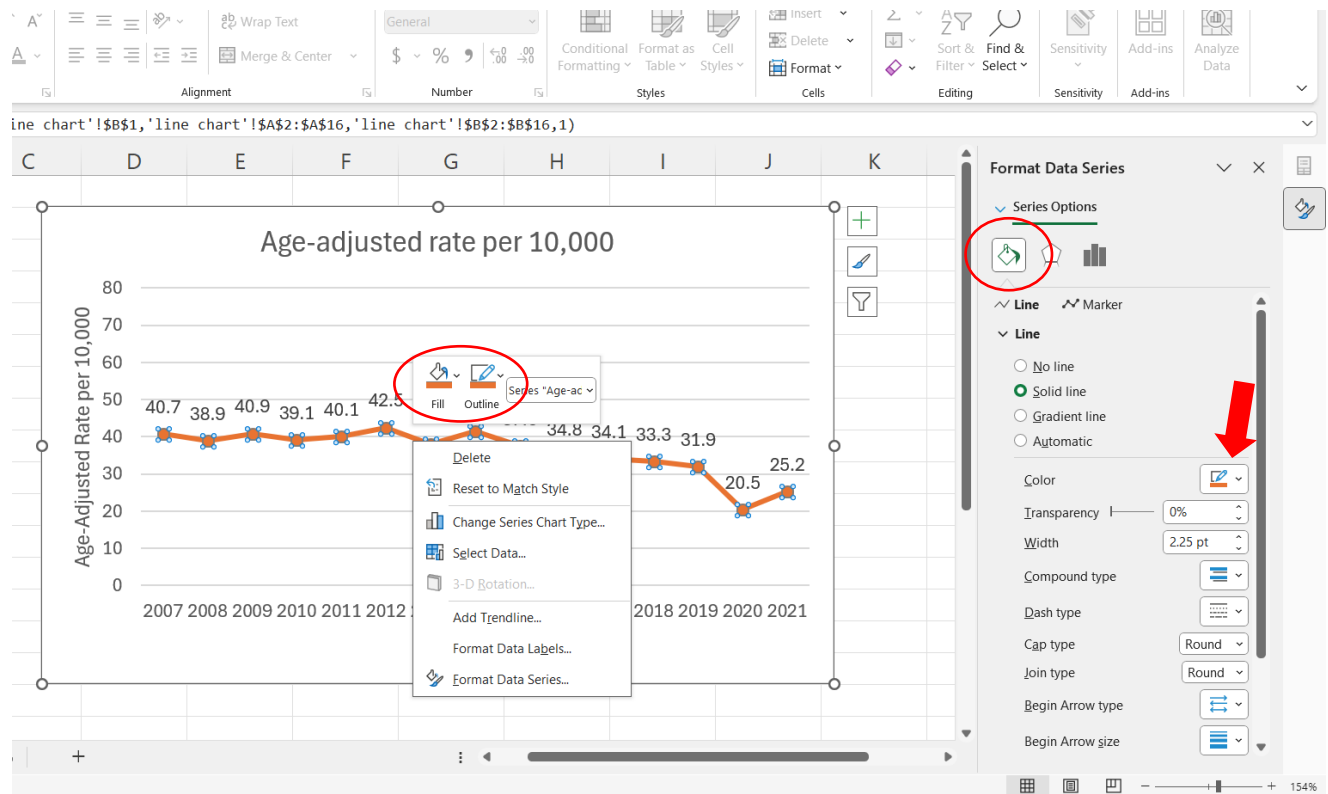 A
Wrap Text
General
Insert
A
Merge & Center
$ % 9 .00
Conditional Formatting
Format as Table
Cell Styles
Delete
Format
Sort & Filter
Find & Select
Sensitivity
Add-ins
Analyze Data
Alignment
Number
Styles
Cells
Editing
Sensitivity
Add-ins
ine chart'!$B$1,'line chart'!$A$2:$A$16,'line chart'!$B$2:$B$16,1)
C D E F G H I J K
Age-adjusted rate per 10,000
Age-Adjusted Rate per 10,000
80
70
60
50
40
30
20
10
0
40.7 38.9 40.9 39.1 40.1 42.5 34.8 34.1 33.3 31.9 20.5 25.2
2007 2008 2009 2010 2011 2012 2018 2019 2020 2021
Fill
Outline
Series "Age-ac
Delete
Reset to Match Style
Change Series Chart Type...
Select Data...
3-D Rotation...
Add Trendline...
Format Data Labels...
Format Data Series...
Format Data Series
Series Options
Line
Marker
Line
No line
Solid line
Gradient line
Automatic
Color
Transparency 0%
Width 2.25 pt
Compound type
Dash type
Cap type Round
Join type Round
Begin Arrow type
Begin Arrow size
154%